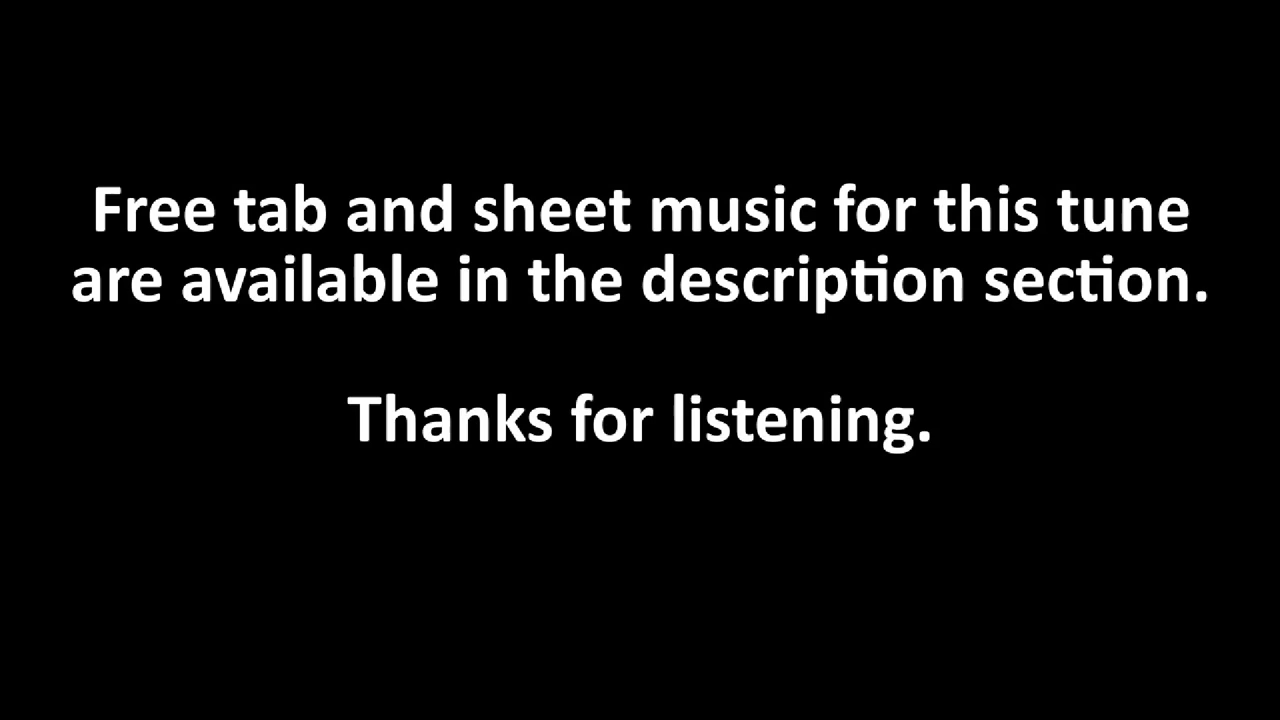 Free tab and sheet music for this tune
are available in the description section.
Thanks for listening.